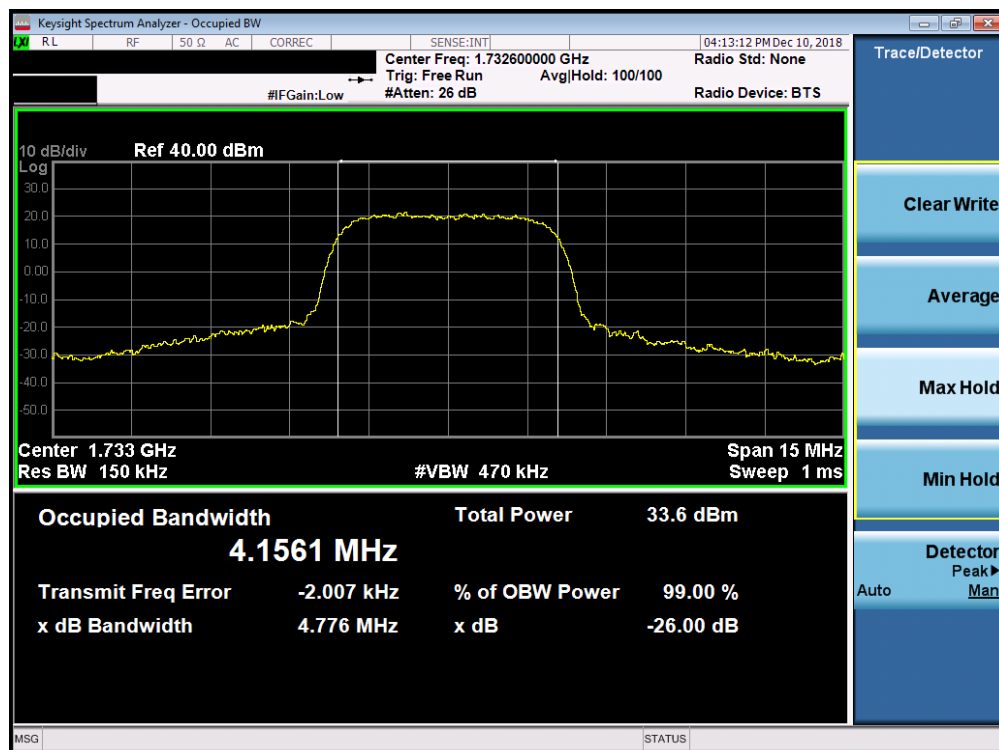 Keysight Spectrum Analyzer - Occupied BW
LXI RL RF 50 Ω AC CORREC SENSE:INT 04:13:12 PM Dec 10, 2018
Center Freq: 1.732600000 GHz Radio Std: None
Trig: Free Run Avg|Hold: 100/100
#IFGain:Low #Atten: 26 dB Radio Device: BTS
10 dB/div Ref 40.00 dBm
Log
30.0
20.0
10.0
0.00
-10.0
-20.0
-30.0
-40.0
-50.0
Center 1.733 GHz Span 15 MHz
Res BW 150 kHz #VBW 470 kHz Sweep 1 ms
Occupied Bandwidth Total Power 33.6 dBm
4.1561 MHz
Transmit Freq Error -2.007 kHz % of OBW Power 99.00 %
x dB Bandwidth 4.776 MHz x dB -26.00 dB
MSG STATUS
Trace/Detector
Clear Write
Average
Max Hold
Min Hold
Detector
Peak▶
Auto Man